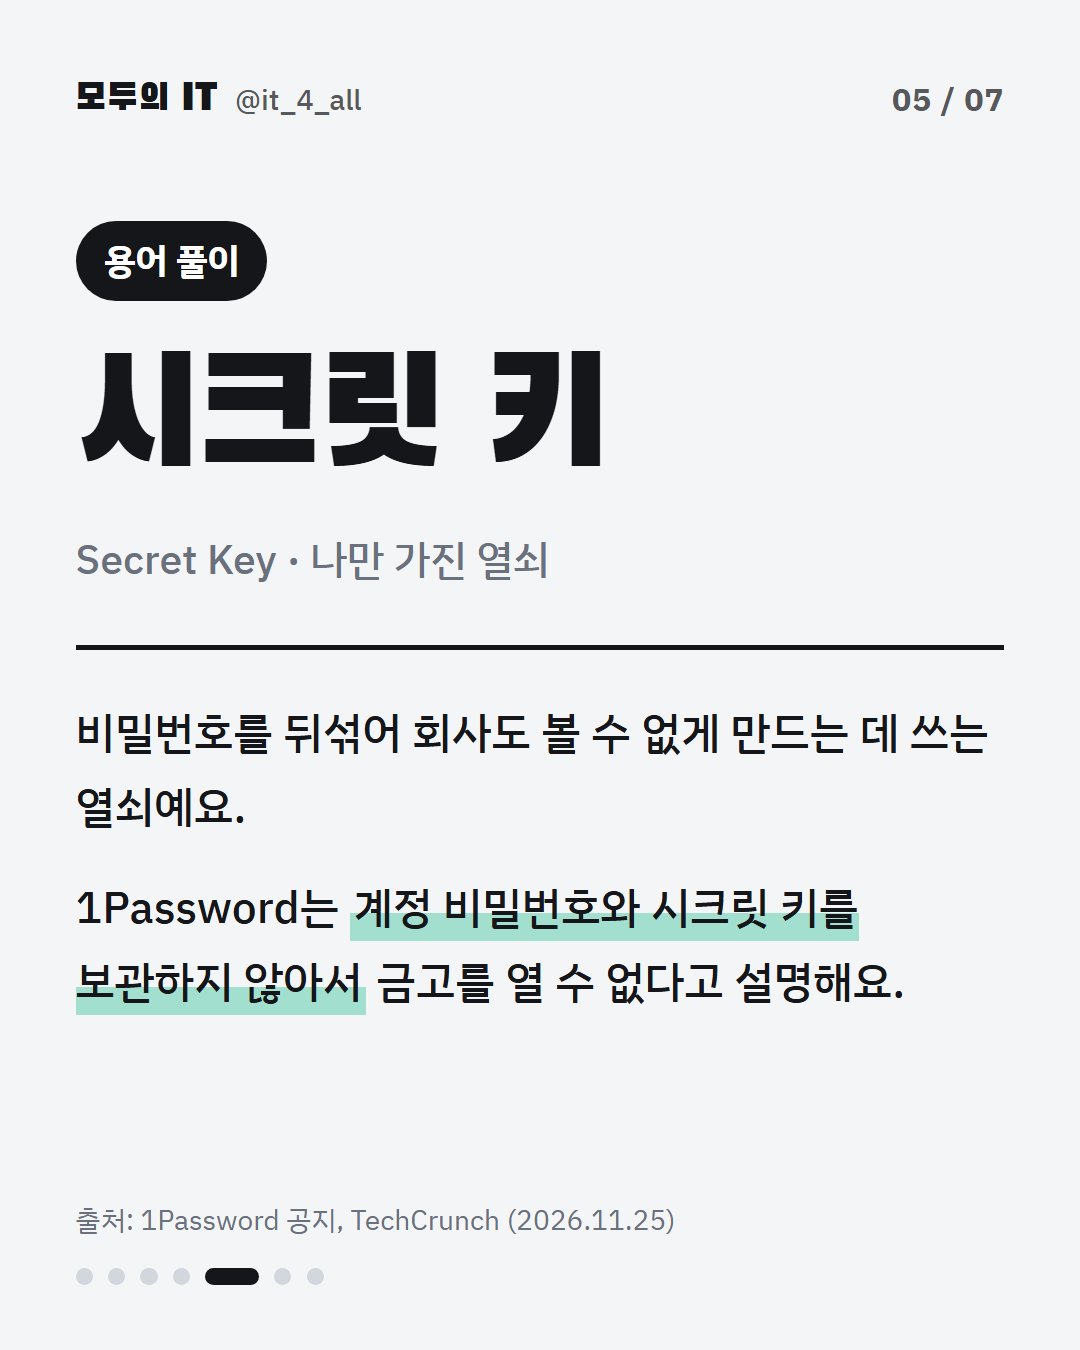 모두의 IT @it_4_all
05 / 07
용어 풀이
시크릿 키
Secret Key · 나만 가진 열쇠
비밀번호를 뒤섞어 회사도 볼 수 없게 만드는 데 쓰는
열쇠예요.
1Password는 계정 비밀번호와 시크릿 키를
보관하지 않아서 금고를 열 수 없다고 설명해요.
출처: 1Password 공지, TechCrunch (2026.11.25)